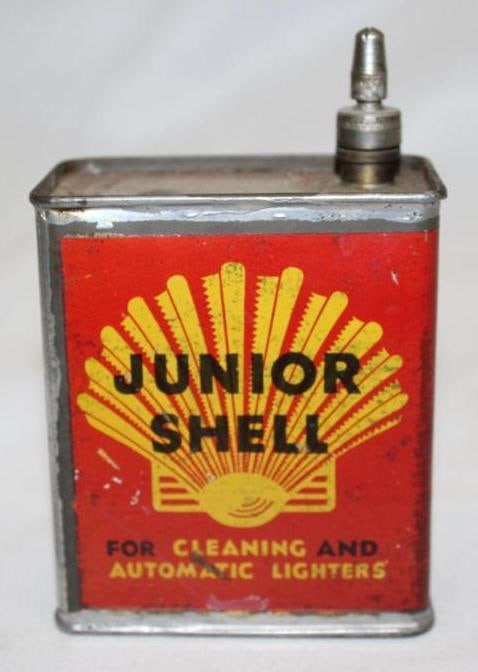 JUNIOR
SHELL
FOR CLEANING AND
AUTOMATIC LIGHTERS